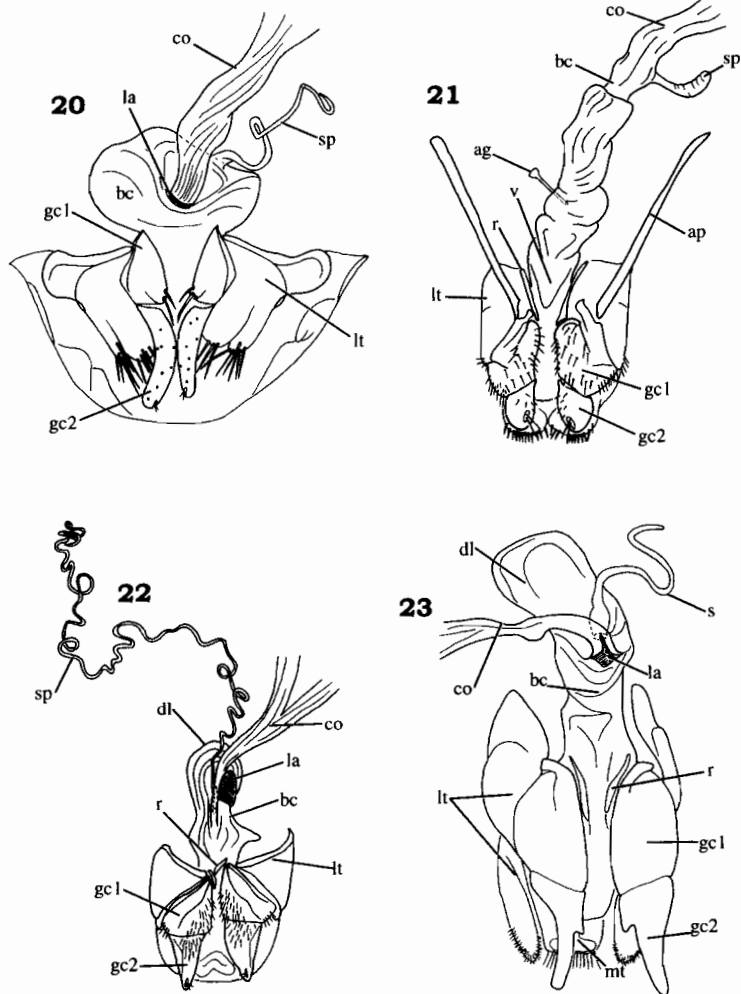 co
20
la
sp
bc
gc1
lt
gc2
co
bc
sp
21
ag
v
r
ap
lt
gc1
gc2
22
sp
dl
co
la
bc
r
lt
gc1
gc2
dl
23
s
co
la
bc
r
lt
gc1
gc2
mt